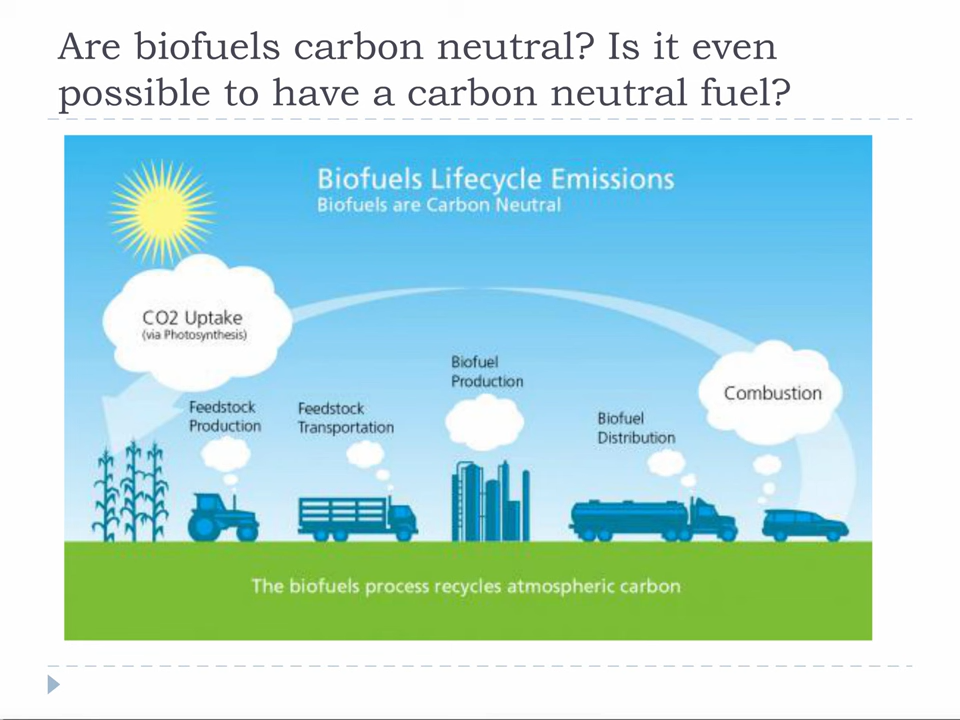 Are biofuels carbon neutral? Is it even
possible to have a carbon neutral fuel?
Biofuels Lifecycle Emissions
Biofuels are Carbon Neutral
CO2 Uptake
(via Photosynthesis)
Feedstock
Production
Feedstock
Transportation
Biofuel
Production
Biofuel
Distribution
Combustion
The biofuels process recycles atmospheric carbon